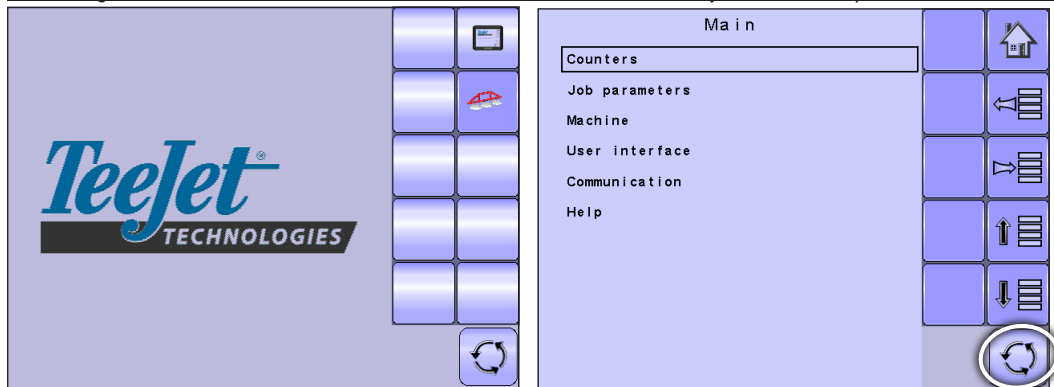 TeeJet®
TECHNOLOGIES
Main
Counters
Job parameters
Machine
User interface
Communication
Help